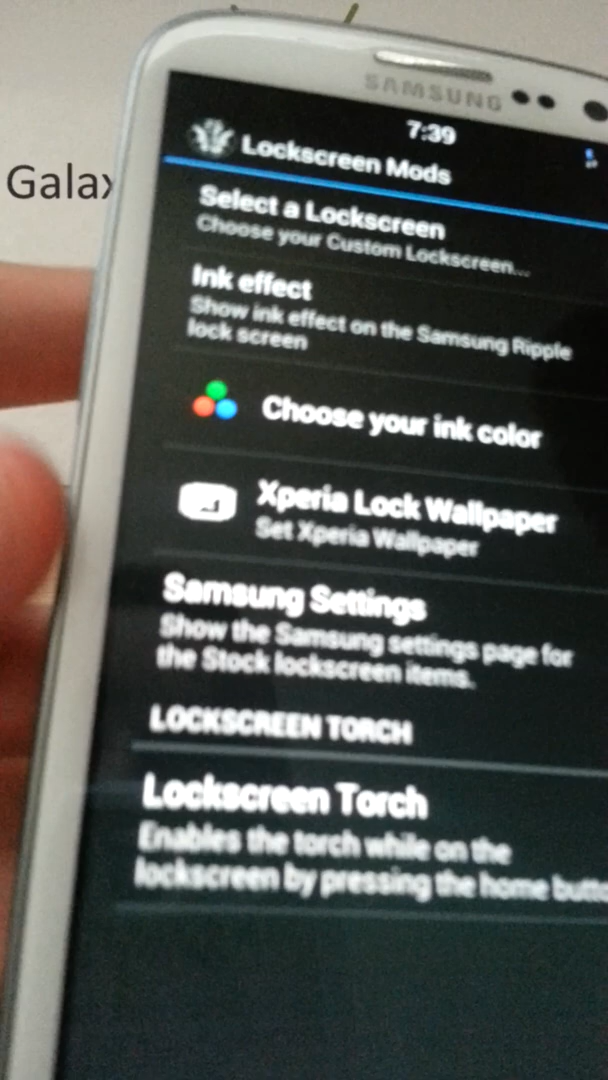 SAMSUNG
7:39
Galax
Lockscreen Mods
Select a Lockscreen
Choose your Custom Lockscreen...
Ink effect
Show ink effect on the Samsung Ripple
lock screen
Choose your ink color
Xperia Lock Wallpaper
Set Xperia Wallpaper
Samsung Settings
Show the Samsung settings page for
the Stock lockscreen items.
LOCKSCREEN TORCH
Lockscreen Torch
Enables the torch while on the
lockscreen by pressing the home butto